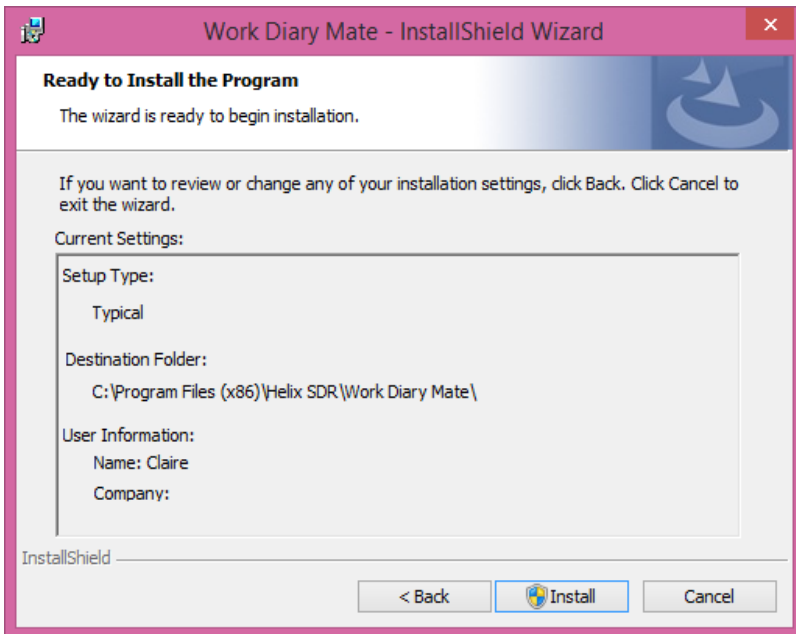 Work Diary Mate - InstallShield Wizard
Ready to Install the Program
The wizard is ready to begin installation.
If you want to review or change any of your installation settings, click Back. Click Cancel to
exit the wizard.
Current Settings:
Setup Type:
Typical
Destination Folder:
C:\Program Files (x86)\Helix SDR\Work Diary Mate\
User Information:
Name: Claire
Company:
InstallShield
< Back
Install
Cancel